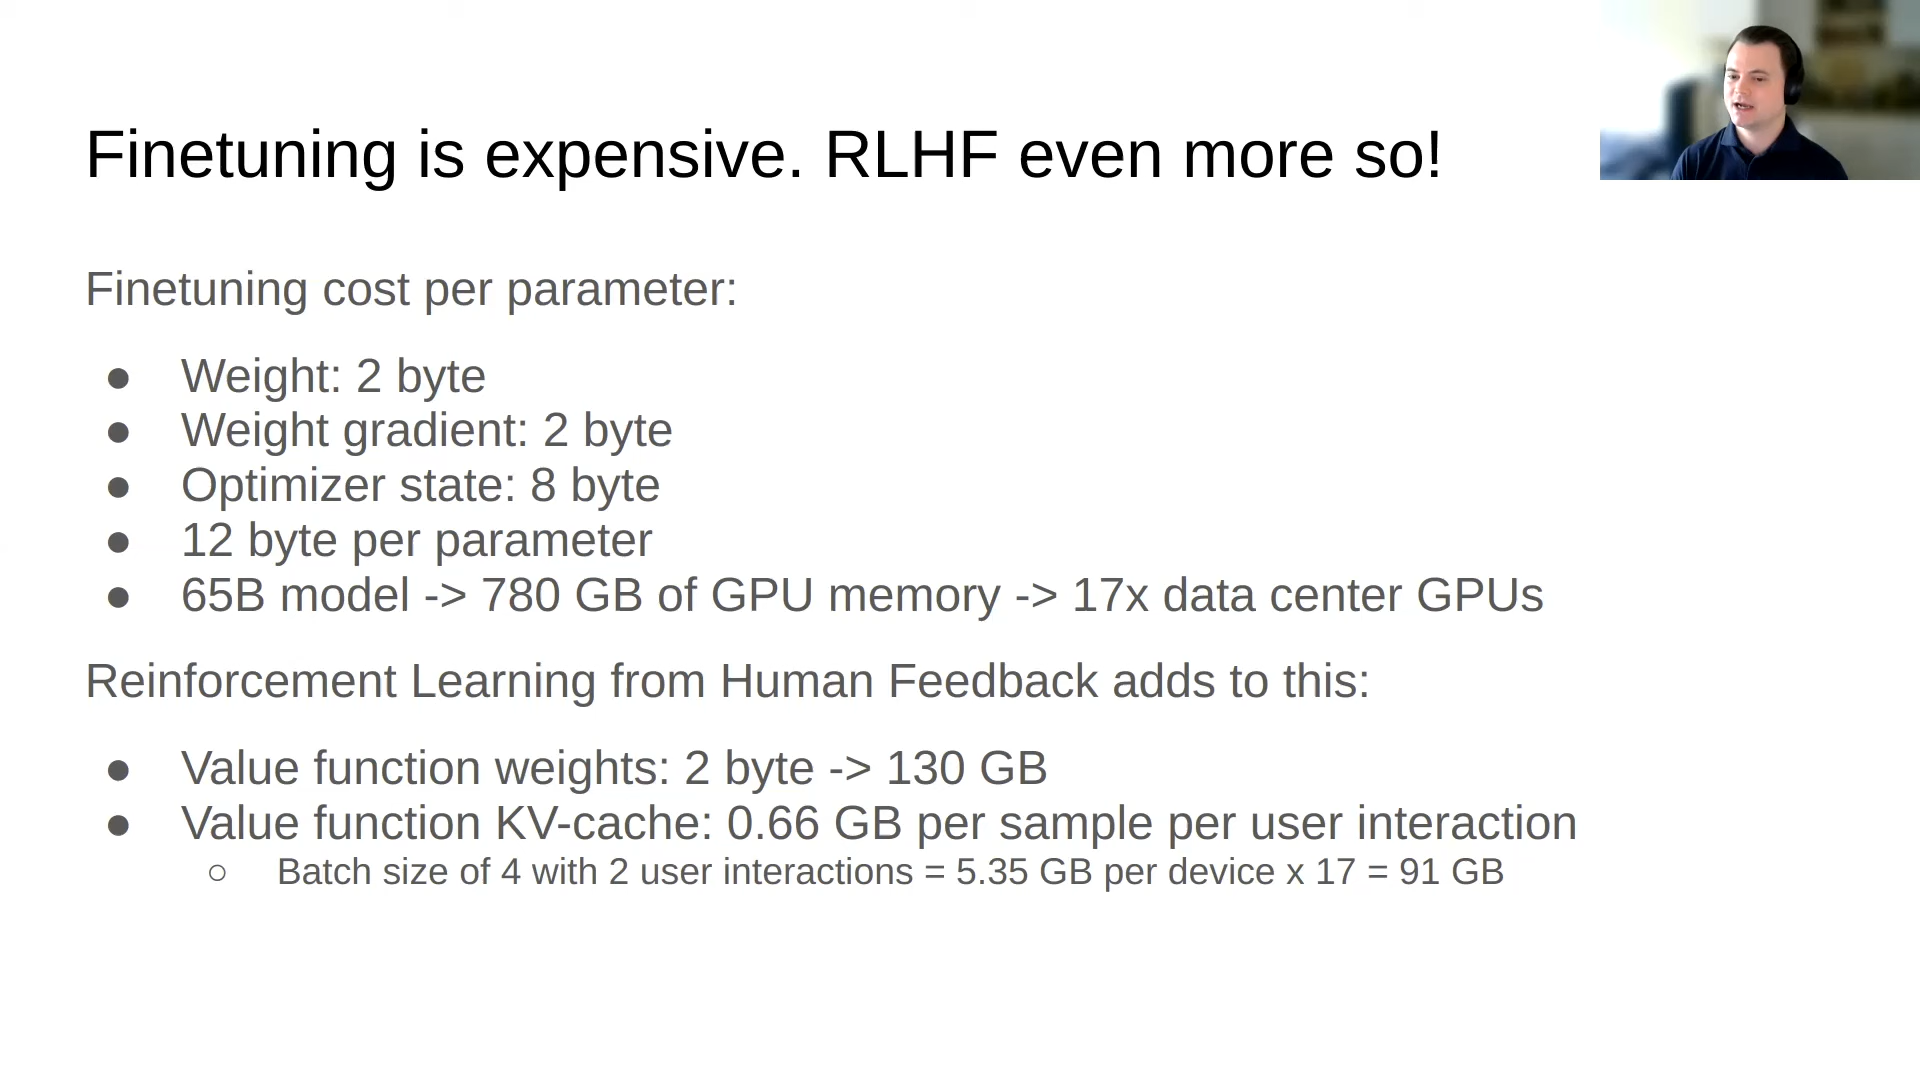 Finetuning is expensive. RLHF even more so!
Finetuning cost per parameter:
● Weight: 2 byte
● Weight gradient: 2 byte
● Optimizer state: 8 byte
● 12 byte per parameter
● 65B model -> 780 GB of GPU memory -> 17x data center GPUs
Reinforcement Learning from Human Feedback adds to this:
● Value function weights: 2 byte -> 130 GB
● Value function KV-cache: 0.66 GB per sample per user interaction
○ Batch size of 4 with 2 user interactions = 5.35 GB per device x 17 = 91 GB